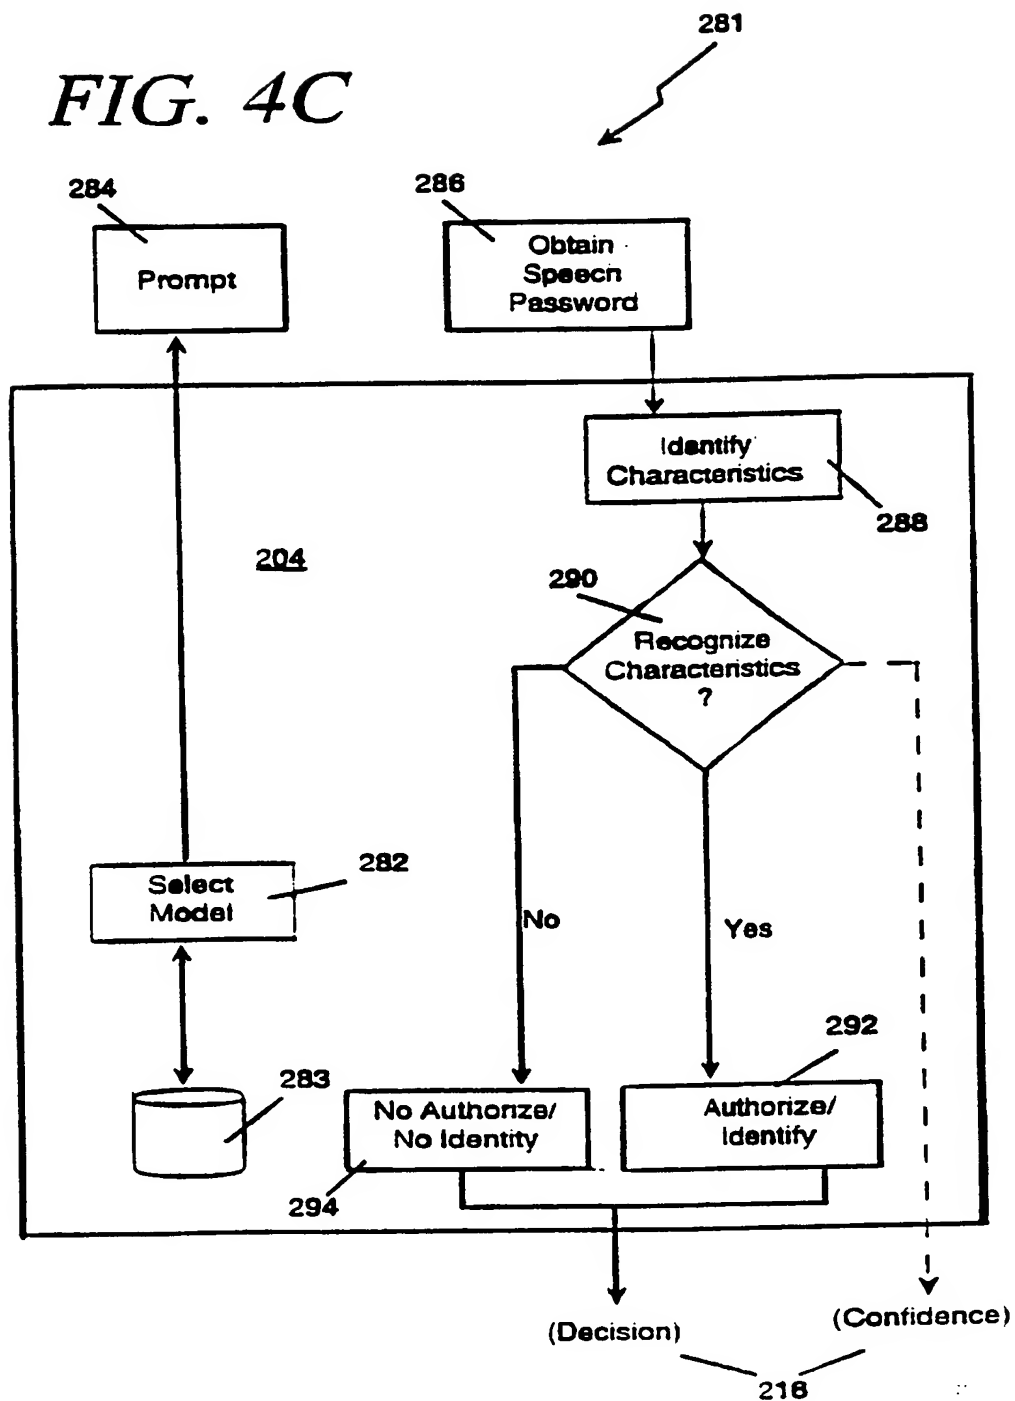 281
FIG. 4C
284
286
Prompt
Obtain
Speech
Password
Identify
Characteristics
288
204
290
Recognize
Characteristics
?
282
Select
Model
No
Yes
292
283
No Authorize/
No Identity
Authorize/
Identify
294
(Decision)
(Confidence)
216